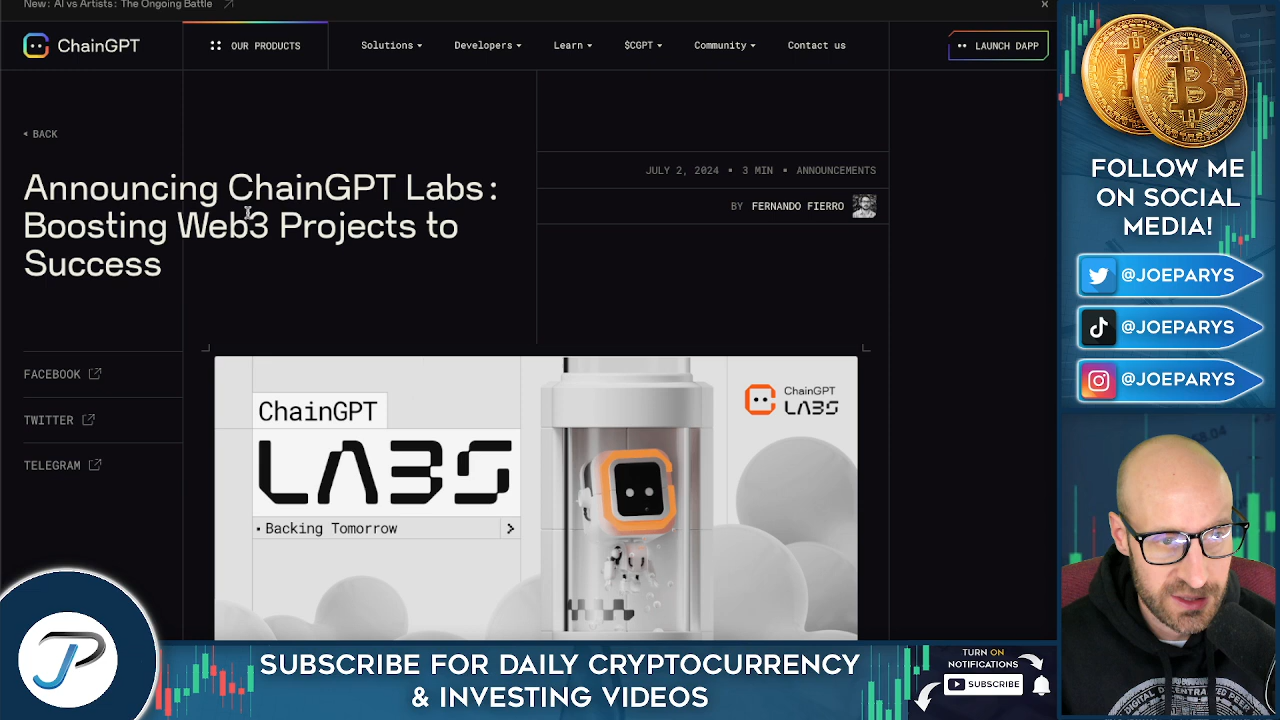 New: AI vs Artists: The Ongoing Battle
ChainGPT
OUR PRODUCTS
Solutions
Developers
Learn
$CGPT
Community
Contact us
LAUNCH DAPP
BACK
Announcing ChainGPT Labs:
Boosting Web3 Projects to
Success
JULY 2, 2024 • 3 MIN • ANNOUNCEMENTS
BY FERNANDO FIERRO
FACEBOOK
TWITTER
TELEGRAM
ChainGPT
LABS
• Backing Tomorrow
ChainGPT
LABS
FOLLOW ME
ON SOCIAL
MEDIA!
@JOEPARYS
@JOEPARYS
@JOEPARYS
SUBSCRIBE FOR DAILY CRYPTOCURRENCY
& INVESTING VIDEOS
TURN ON
NOTIFICATIONS
SUBSCRIBE